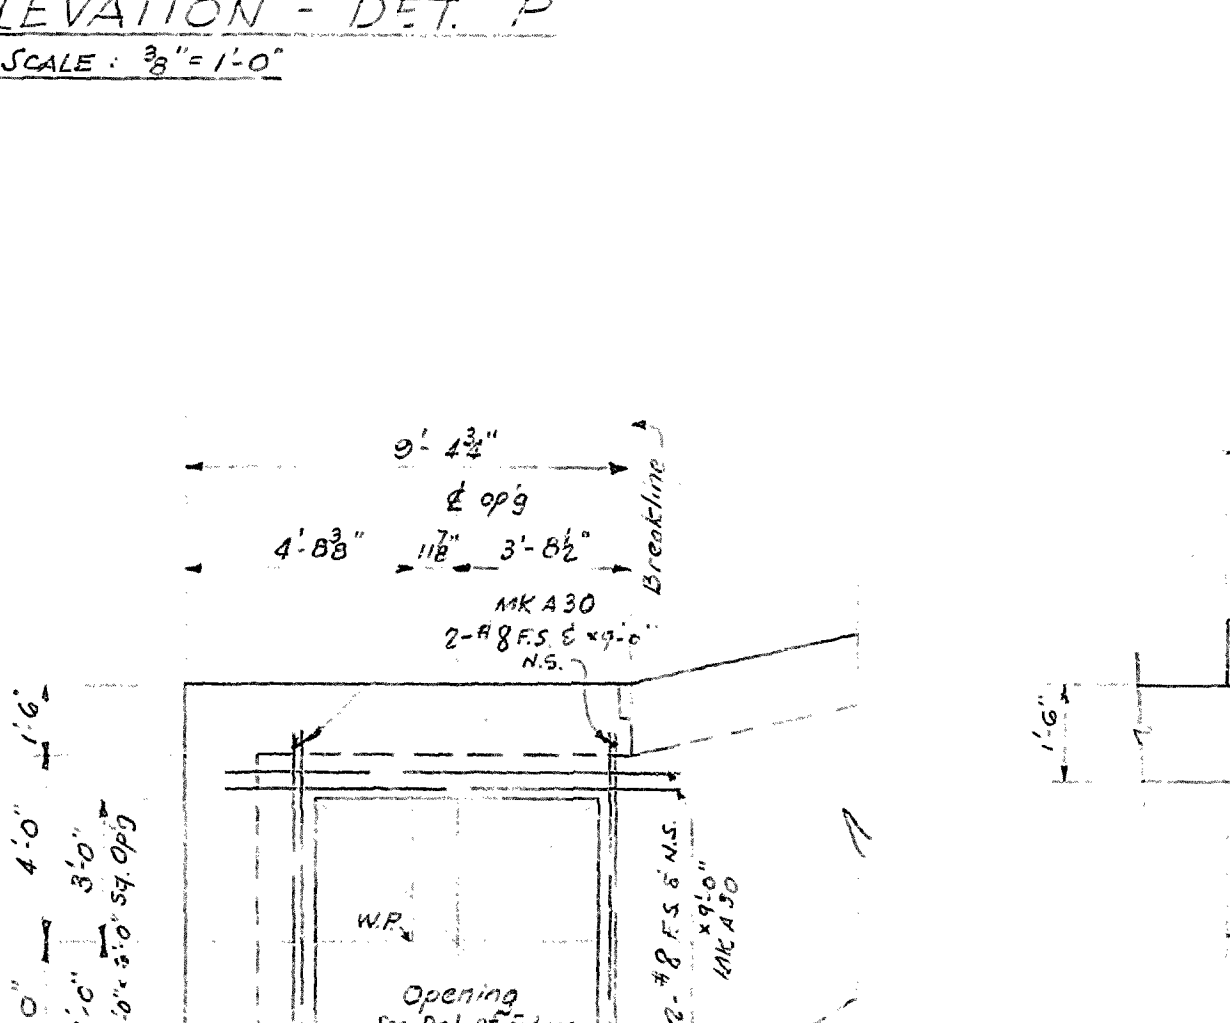 LEVATION - DET. P
SCALE : 3/8" = 1'-0"
9'- 4 3/4"
℄ op'g
4'-8 3/8" 11 7/8" 3'-8 1/2"
Breakline
MK A30
2-#8 F.S. & ×9'-0"
N.S.
1'-6"
1'-6"
4'-0"
3'-0"
Sq. Op'g
W.P.
2-#8 F.S & N.S.
×9'-0"
MK A30
0"
Opening